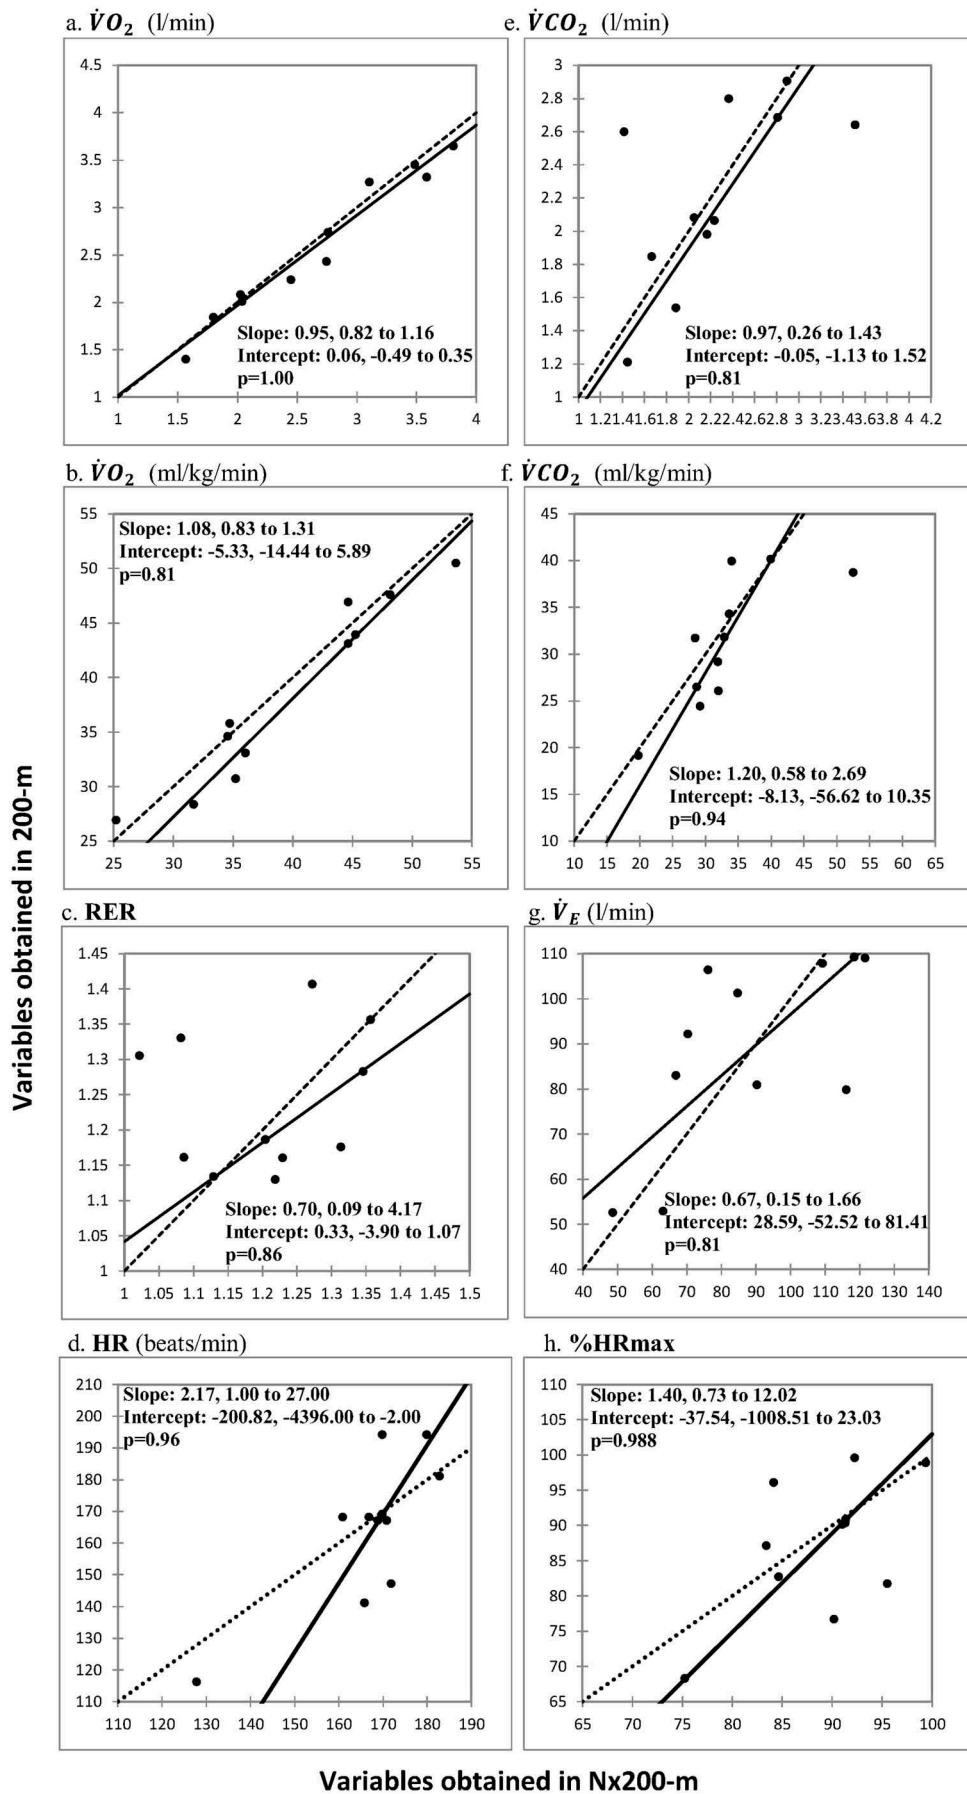 Variables obtained in 200-m
a. V̇O₂ (l/min)
4.5
4
3.5
3
2.5
2
1.5
1
Slope: 0.95, 0.82 to 1.16
Intercept: 0.06, -0.49 to 0.35
p=1.00
1 1.5 2 2.5 3 3.5 4
e. V̇CO₂ (l/min)
3
2.8
2.6
2.4
2.2
2
1.8
1.6
1.4
1.2
1
Slope: 0.97, 0.26 to 1.43
Intercept: -0.05, -1.13 to 1.52
p=0.81
1 1.21.41.61.8 2 2.22.42.62.8 3 3.23.43.63.8 4 4.2
b. V̇O₂ (ml/kg/min)
55
50
45
40
35
30
25
Slope: 1.08, 0.83 to 1.31
Intercept: -5.33, -14.44 to 5.89
p=0.81
25 30 35 40 45 50 55
f. V̇CO₂ (ml/kg/min)
45
40
35
30
25
20
15
10
Slope: 1.20, 0.58 to 2.69
Intercept: -8.13, -56.62 to 10.35
p=0.94
10 15 20 25 30 35 40 45 50 55 60 65
c. RER
1.45
1.4
1.35
1.3
1.25
1.2
1.15
1.1
1.05
1
Slope: 0.70, 0.09 to 4.17
Intercept: 0.33, -3.90 to 1.07
p=0.86
1 1.05 1.1 1.15 1.2 1.25 1.3 1.35 1.4 1.45 1.5
g. V̇E (l/min)
110
100
90
80
70
60
50
40
Slope: 0.67, 0.15 to 1.66
Intercept: 28.59, -52.52 to 81.41
p=0.81
40 50 60 70 80 90 100 110 120 130 140
d. HR (beats/min)
210
200
190
180
170
160
150
140
130
120
110
Slope: 2.17, 1.00 to 27.00
Intercept: -200.82, -4396.00 to -2.00
p=0.96
110 120 130 140 150 160 170 180 190
h. %HRmax
110
105
100
95
90
85
80
75
70
65
Slope: 1.40, 0.73 to 12.02
Intercept: -37.54, -1008.51 to 23.03
p=0.988
65 70 75 80 85 90 95 100
Variables obtained in Nx200-m